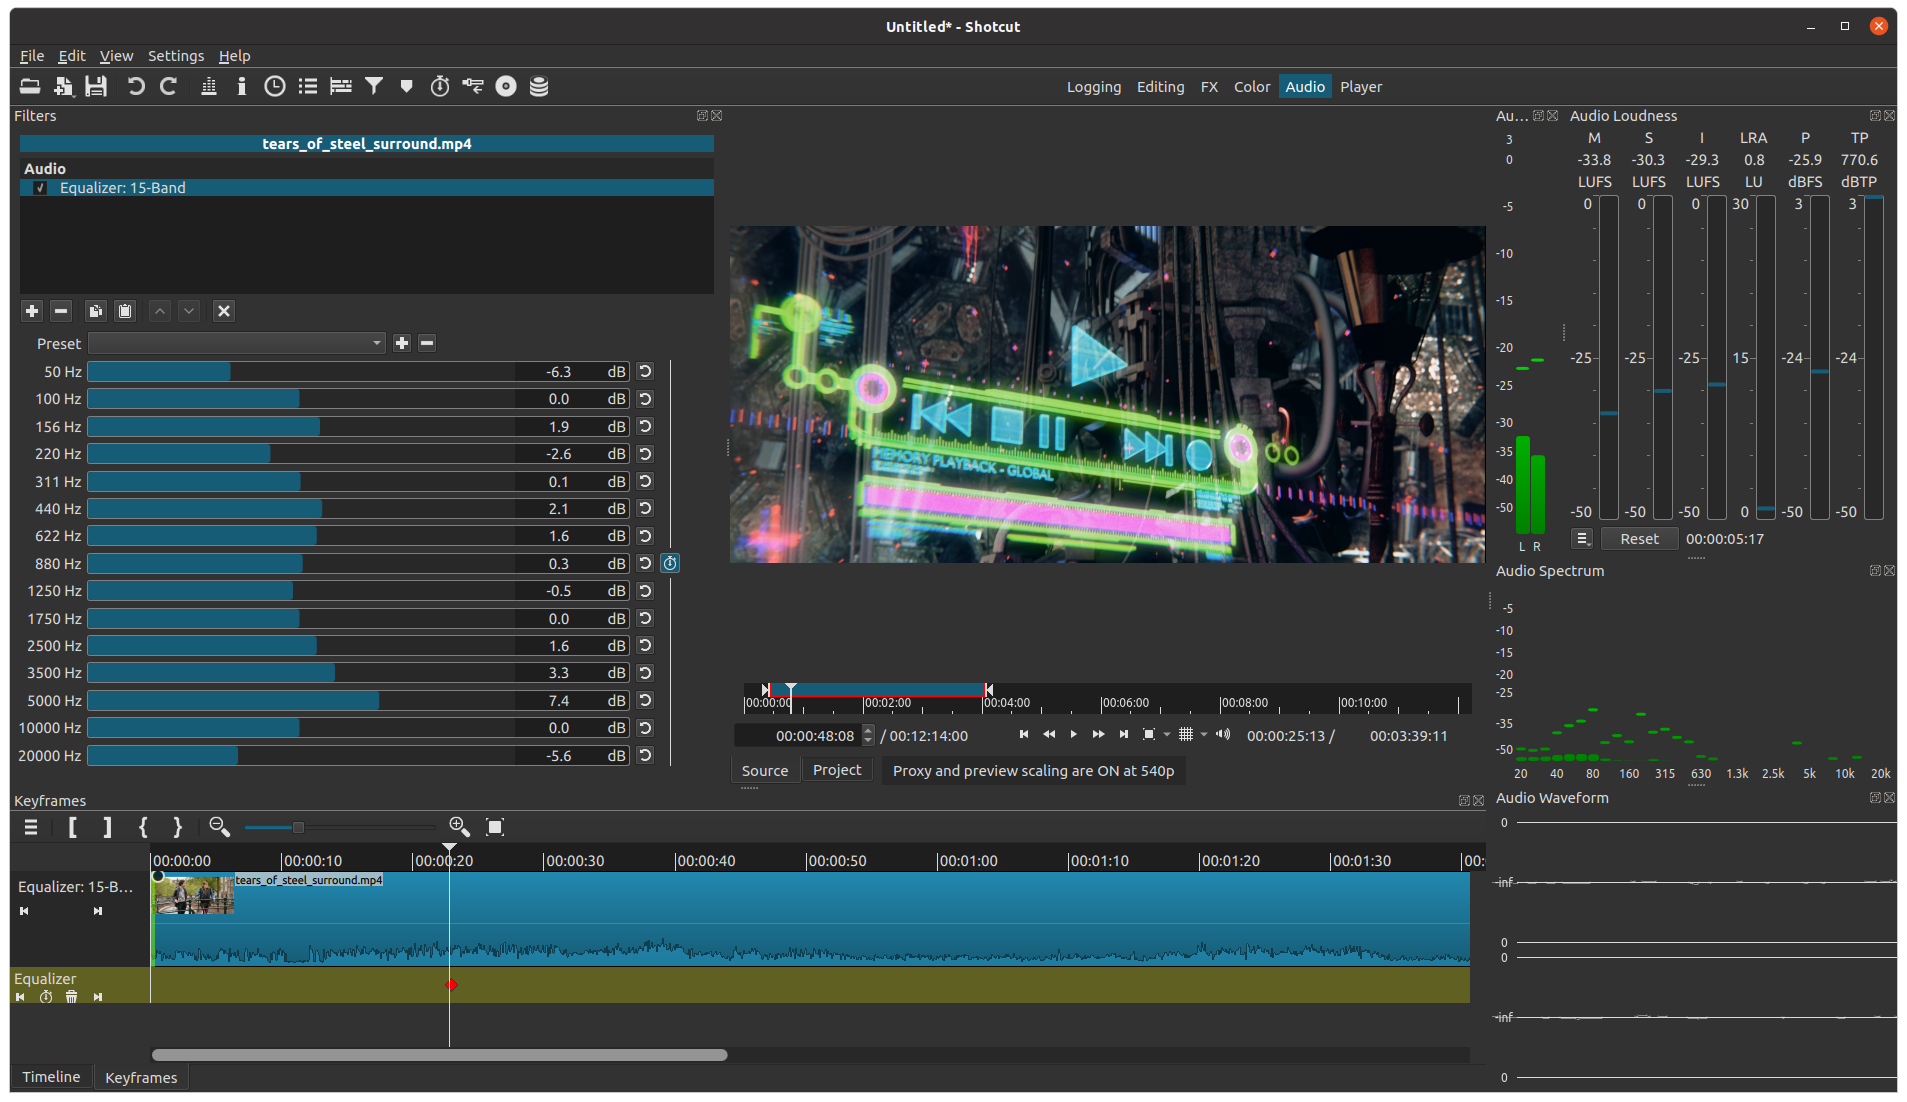 Untitled* - Shotcut
File Edit View Settings Help
Logging Editing FX Color Audio Player
Filters
tears_of_steel_surround.mp4
Audio
Equalizer: 15-Band
Preset
50 Hz -6.3 dB
100 Hz 0.0 dB
156 Hz 1.9 dB
220 Hz -2.6 dB
311 Hz 0.1 dB
440 Hz 2.1 dB
622 Hz 1.6 dB
880 Hz 0.3 dB
1250 Hz -0.5 dB
1750 Hz 0.0 dB
2500 Hz 1.6 dB
3500 Hz 3.3 dB
5000 Hz 7.4 dB
10000 Hz 0.0 dB
20000 Hz -5.6 dB
MEMORY PLAYBACK - GLOBAL
00:00:00 00:02:00 00:04:00 00:06:00 00:08:00 00:10:00
00:00:48:08 / 00:12:14:00 00:00:25:13 / 00:03:39:11
Source Project Proxy and preview scaling are ON at 540p
Au...
3
0
-5
-10
-15
-20
-25
-30
-35
-40
-50
L R
Audio Loudness
M S I LRA P TP
-33.8 -30.3 -29.3 0.8 -25.9 770.6
LUFS LUFS LUFS LU dBFS dBTP
0 0 0 30 3 3
-25 -25 -25 15 -24 -24
-50 -50 -50 0 -50 -50
Reset 00:00:05:17
Audio Spectrum
-5
-10
-15
-20
-25
-35
-50
20 40 80 160 315 630 1.3k 2.5k 5k 10k 20k
Audio Waveform
0
-inf
0
0
-inf
0
Keyframes
00:00:00 00:00:10 00:00:20 00:00:30 00:00:40 00:00:50 00:01:00 00:01:10 00:01:20 00:01:30 00:
Equalizer: 15-B...
tears_of_steel_surround.mp4
Equalizer
Timeline Keyframes